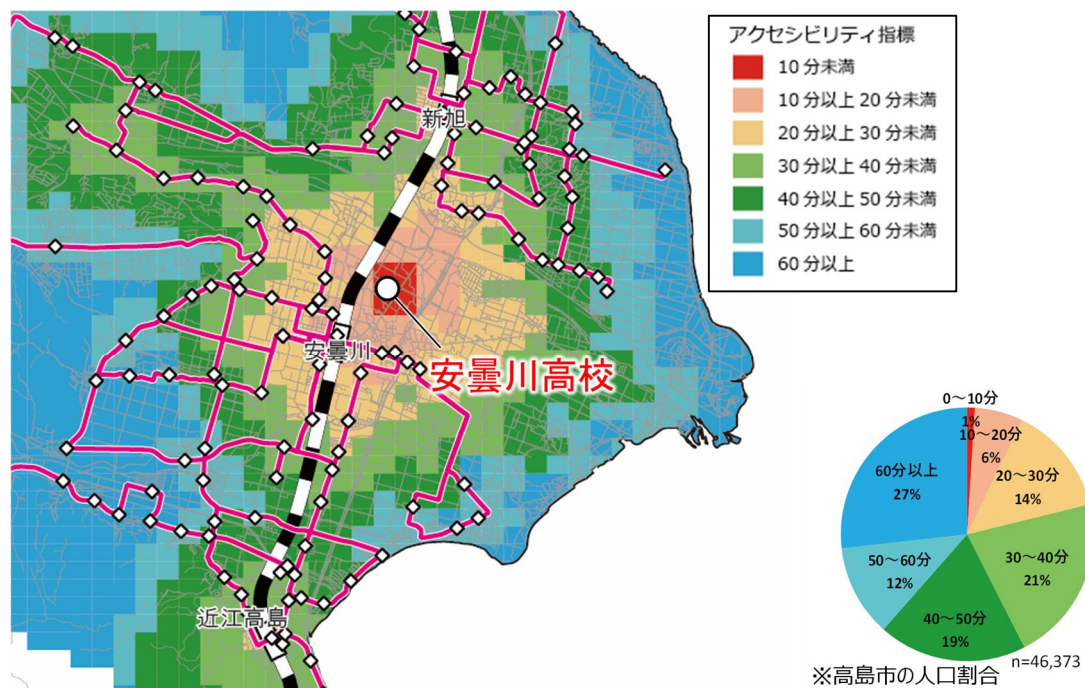 アクセシビリティ指標
10分未満
10分以上20分未満
20分以上30分未満
30分以上40分未満
40分以上50分未満
50分以上60分未満
60分以上
新旭
安曇川
安曇川高校
近江高島
0～10分
1%
10～20分
6%
20～30分
14%
30～40分
21%
40～50分
19%
50～60分
12%
60分以上
27%
n=46,373
※高島市の人口割合